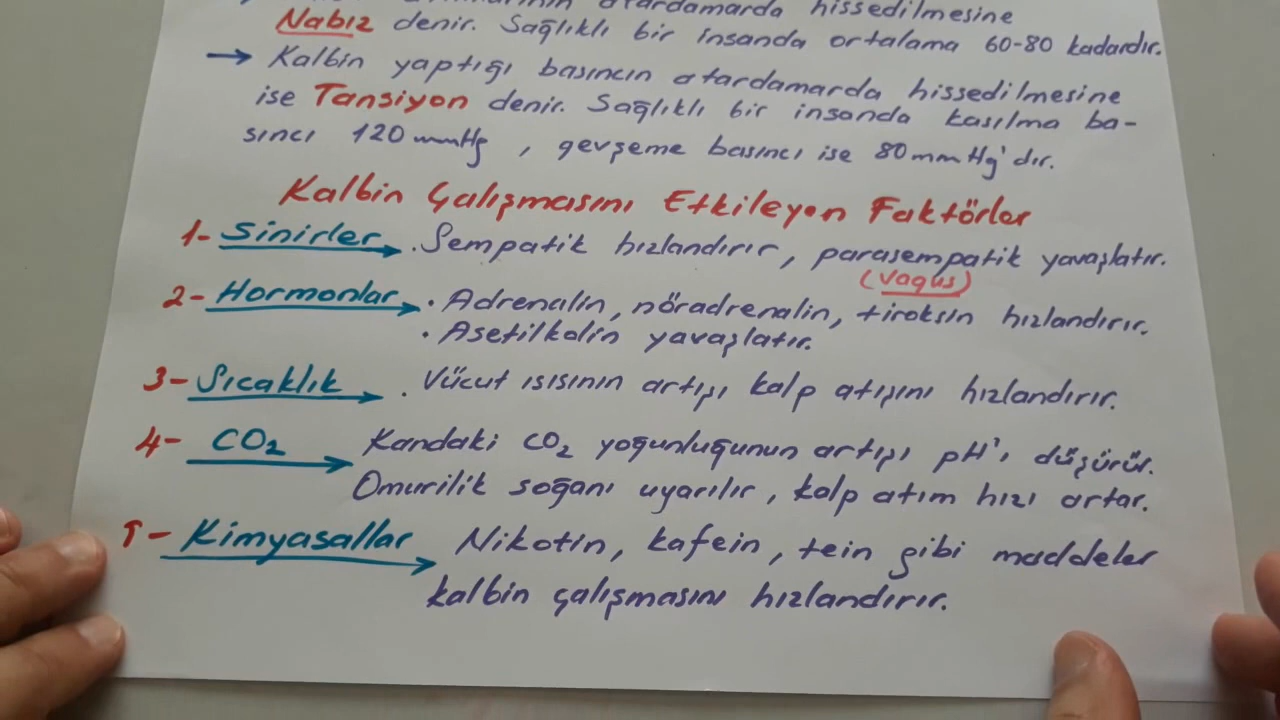 atardamarda hissedilmesine
Nabız denir. Sağlıklı bir insanda ortalama 60-80 kadardır.
→ Kalbin yaptığı basıncın atardamarda hissedilmesine
ise Tansiyon denir. Sağlıklı bir insanda kasılma ba-
sıncı 120 mmHg, gevşeme basıncı ise 80 mmHg'dır.
Kalbin Çalışmasını Etkileyen Faktörler
1- Sinirler → . Sempatik hızlandırır, parasempatik yavaşlatır.
(vagus)
2- Hormonlar → • Adrenalin, nöradrenalin, tiroksin hızlandırır.
• Asetilkolin yavaşlatır.
3- Sıcaklık → . Vücut ısısının artışı kalp atışını hızlandırır.
4- CO₂ → Kandaki CO₂ yoğunluğunun artışı pH'ı düşürür.
Omurilik soğanı uyarılır, kalp atım hızı artar.
5- Kimyasallar → Nikotin, kafein, tein gibi maddeler
kalbin çalışmasını hızlandırır.